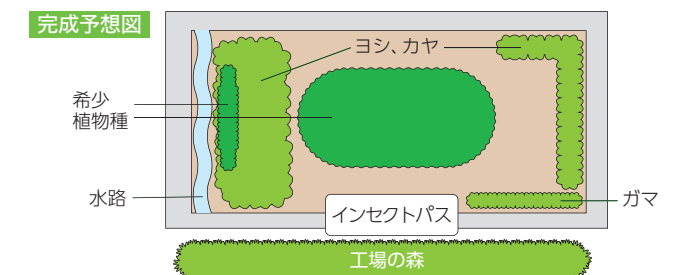 完成予想図
ヨシ、カヤ
希少
植物種
水路
ガマ
インセクトパス
工場の森